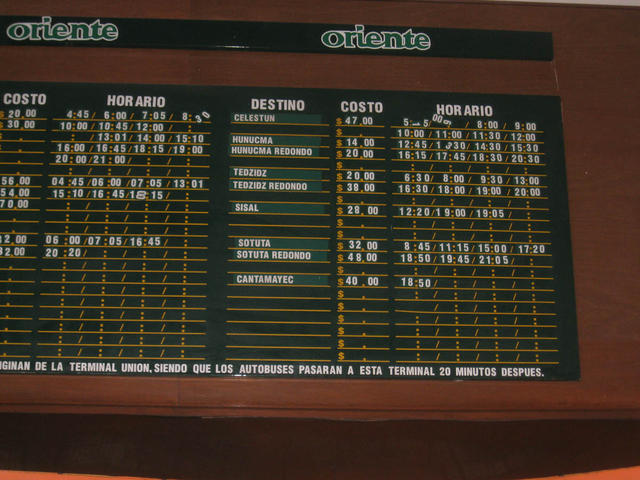 oriente oriente
COSTO HORARIO DESTINO COSTO HORARIO
$20.00 4:45/ 6:00/ 7:05/ 8:30 CELESTUN $47.00 8:00/ 9:00
$30.00 10:00/10:45/12:00/ 10:00/11:00/11:30/12:00
13:01/14:00/15:10 HUNUCMA $14.00 12:45/ 14:30/15:30
16:00/16:45/18:15/19:00 HUNUCMA REDONDO $20.00 16:15/17:45/18:30/20:30
20:00/21:00/
TEDZIDZ $20.00 6:30/ 8:00/ 9:30/13:00
56.00 04:45/06:00/07:05/13:01 TEDZIDZ REDONDO $38.00 16:30/18:00/19:00/20:00
54.00 15:10/16:45/18:15/
70.00 SISAL $28.00 12:20/19:00/19:05/
32.00 06:00/07:05/16:45/ SOTUTA $32.00 8:45/11:15/15:00/17:20
20:20/ SOTUTA REDONDO $48.00 18:50/19:45/21:05/
CANTAMAYEC $40.00 18:50/
DE LA TERMINAL UNION, SIENDO QUE LOS AUTOBUSES PASARAN A ESTA TERMINAL 20 MINUTOS DESPUES.